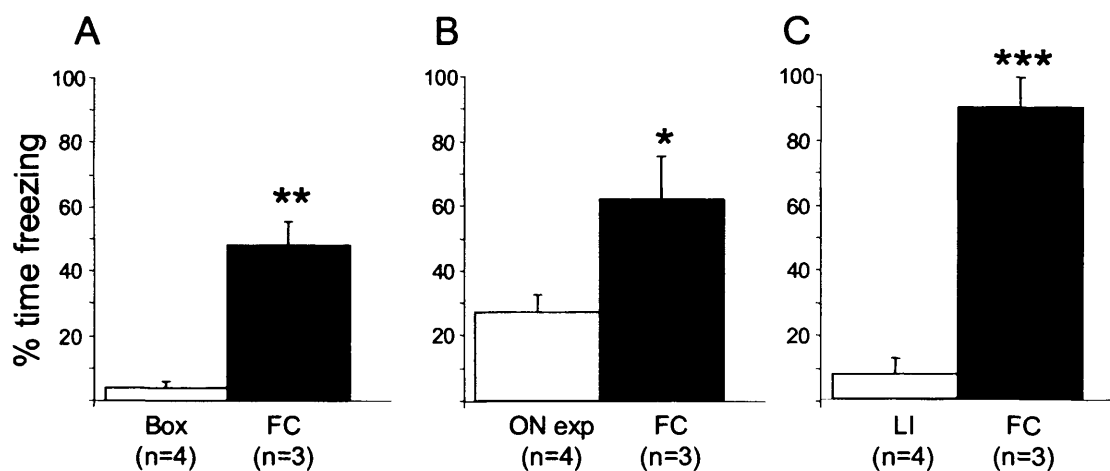 A
B
C
% time freezing
100
80
60
40
20
**
Box
(n=4)
FC
(n=3)
100
80
60
40
20
*
ON exp
(n=4)
FC
(n=3)
100
80
60
40
20
***
LI
(n=4)
FC
(n=3)